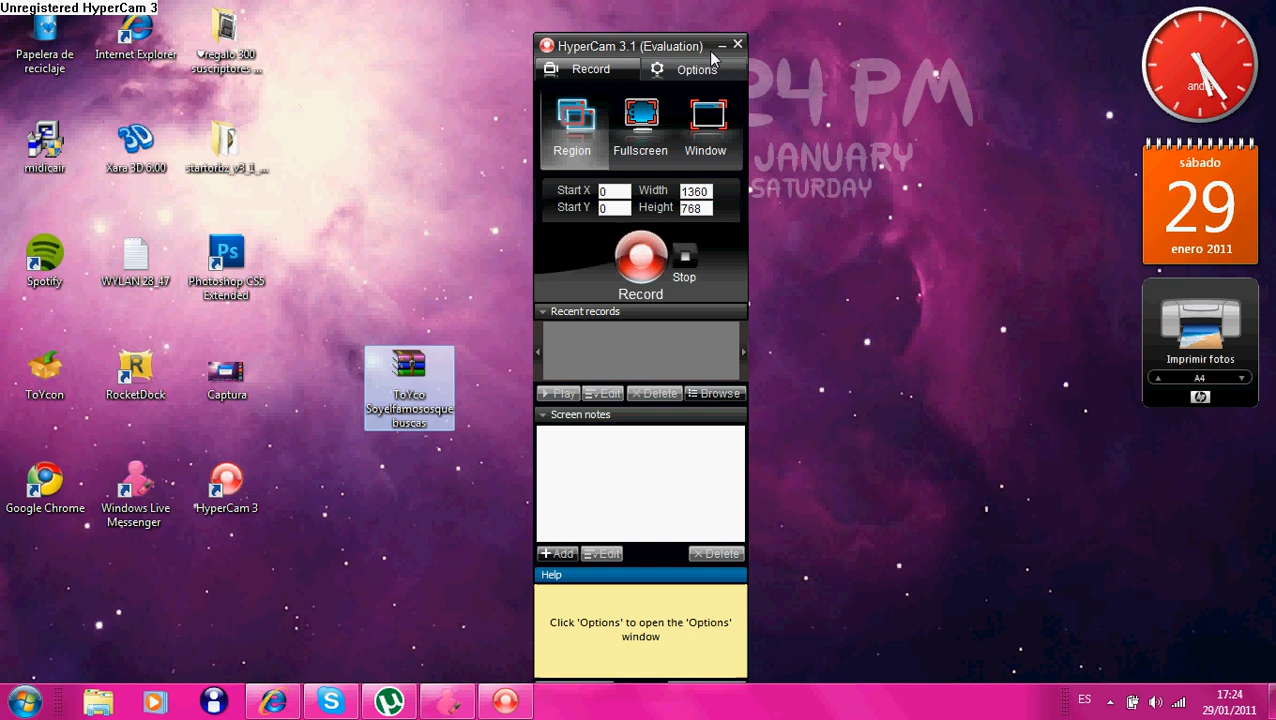 Unregistered HyperCam 3
Papelera de
reciclaje
Internet Explorer
♥regalo 300
suscriptores ...
midicair
Xara 3D 6.00
startorbz_v3_1_...
Spotify
WYLAN 28_47
Photoshop CS5
Extended
ToYcon
RocketDock
Captura
Google Chrome
Windows Live
Messenger
HyperCam 3
ToYco
Soyelfamososque
buscas
HyperCam 3.1 (Evaluation)
Record
Options
Region
Fullscreen
Window
Start X 0 Width 1360
Start Y 0 Height 768
Stop
Record
Recent records
Play
Edit
Delete
Browse
Screen notes
Add
Edit
Delete
Help
Click 'Options' to open the 'Options'
window
24 PM
JANUARY
SATURDAY
sábado
29
enero 2011
Imprimir fotos
A4
hp
ES
17:24
29/01/2011